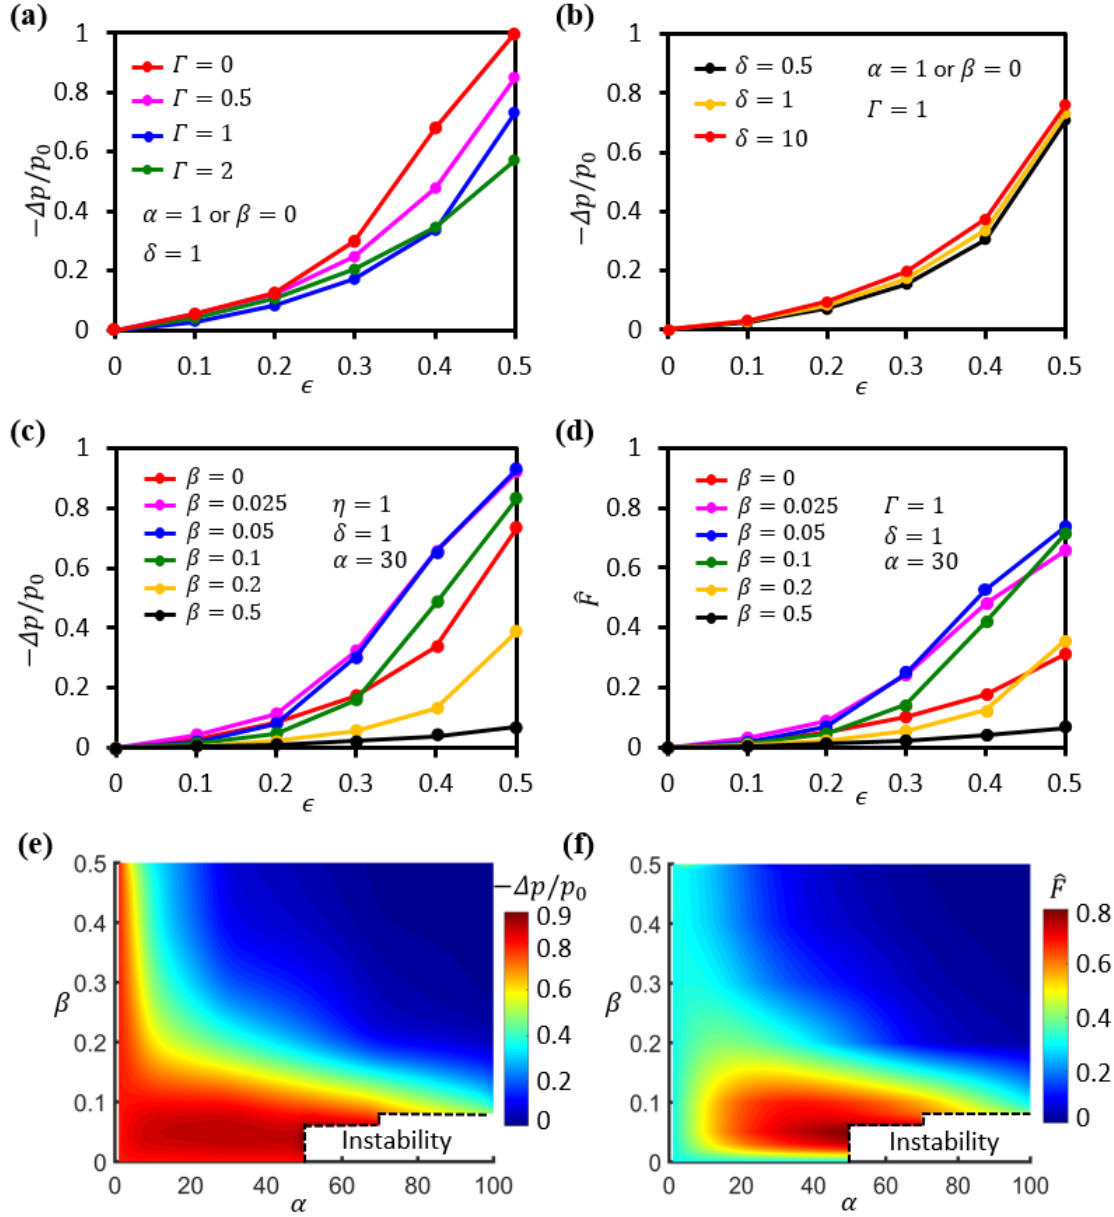 (a)
−Δp/p₀
1
0.8
0.6
0.4
0.2
0
Γ = 0
Γ = 0.5
Γ = 1
Γ = 2
α = 1 or β = 0
δ = 1
0 0.1 0.2 0.3 0.4 0.5
ϵ
(b)
−Δp/p₀
1
0.8
0.6
0.4
0.2
0
δ = 0.5
δ = 1
δ = 10
α = 1 or β = 0
Γ = 1
0 0.1 0.2 0.3 0.4 0.5
ϵ
(c)
−Δp/p₀
1
0.8
0.6
0.4
0.2
0
β = 0
β = 0.025
β = 0.05
β = 0.1
β = 0.2
β = 0.5
η = 1
δ = 1
α = 30
0 0.1 0.2 0.3 0.4 0.5
ϵ
(d)
F̂
1
0.8
0.6
0.4
0.2
0
β = 0
β = 0.025
β = 0.05
β = 0.1
β = 0.2
β = 0.5
Γ = 1
δ = 1
α = 30
0 0.1 0.2 0.3 0.4 0.5
ϵ
(e)
β
0.5
0.4
0.3
0.2
0.1
0
Instability
0 20 40 60 80 100
α
−Δp/p₀
0.9
0.8
0.6
0.4
0.2
0
(f)
β
0.5
0.4
0.3
0.2
0.1
0
Instability
0 20 40 60 80 100
α
F̂
0.8
0.6
0.4
0.2
0